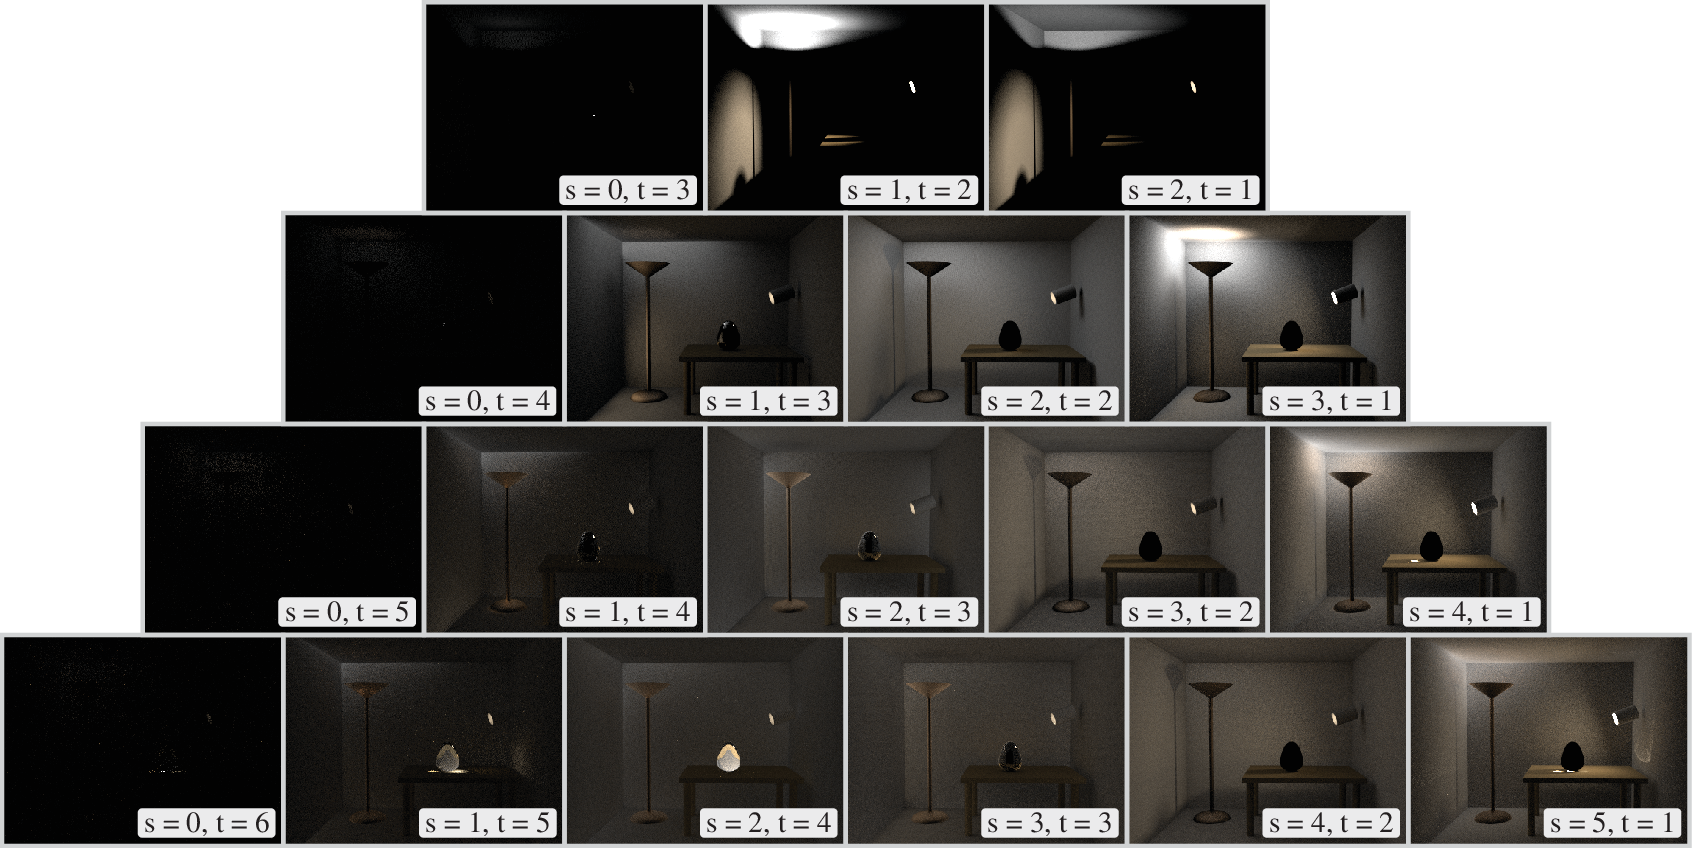 s = 0, t = 3
s = 1, t = 2
s = 2, t = 1
s = 0, t = 4
s = 1, t = 3
s = 2, t = 2
s = 3, t = 1
s = 0, t = 5
s = 1, t = 4
s = 2, t = 3
s = 3, t = 2
s = 4, t = 1
s = 0, t = 6
s = 1, t = 5
s = 2, t = 4
s = 3, t = 3
s = 4, t = 2
s = 5, t = 1